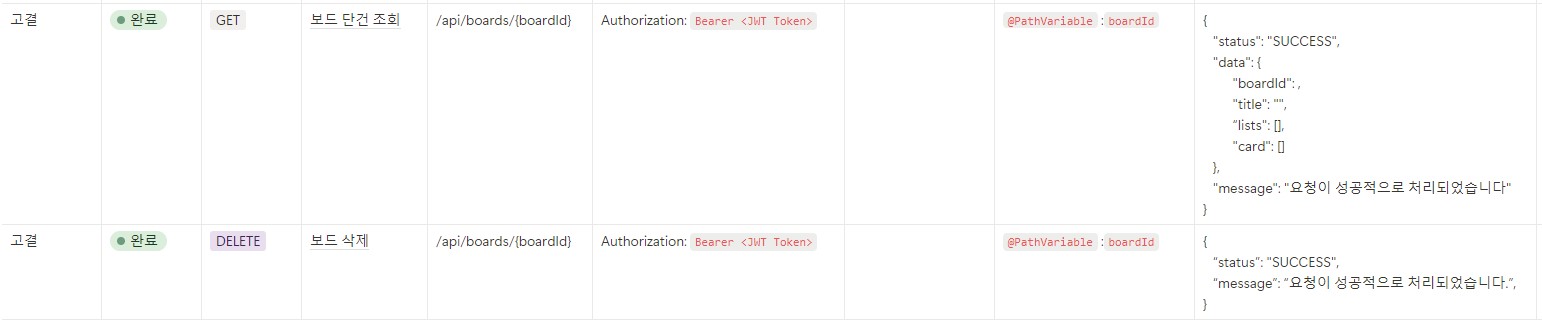 고결 완료 GET 보드 단건 조회 /api/boards/{boardId} Authorization: Bearer <JWT Token> @PathVariable : boardId {
"status": "SUCCESS",
"data": {
"boardId": ,
"title": "",
"lists": [],
"card": []
},
"message": "요청이 성공적으로 처리되었습니다"
}
고결 완료 DELETE 보드 삭제 /api/boards/{boardId} Authorization: Bearer <JWT Token> @PathVariable : boardId {
“status”: "SUCCESS",
“message”: ”요청이 성공적으로 처리되었습니다.”,
}